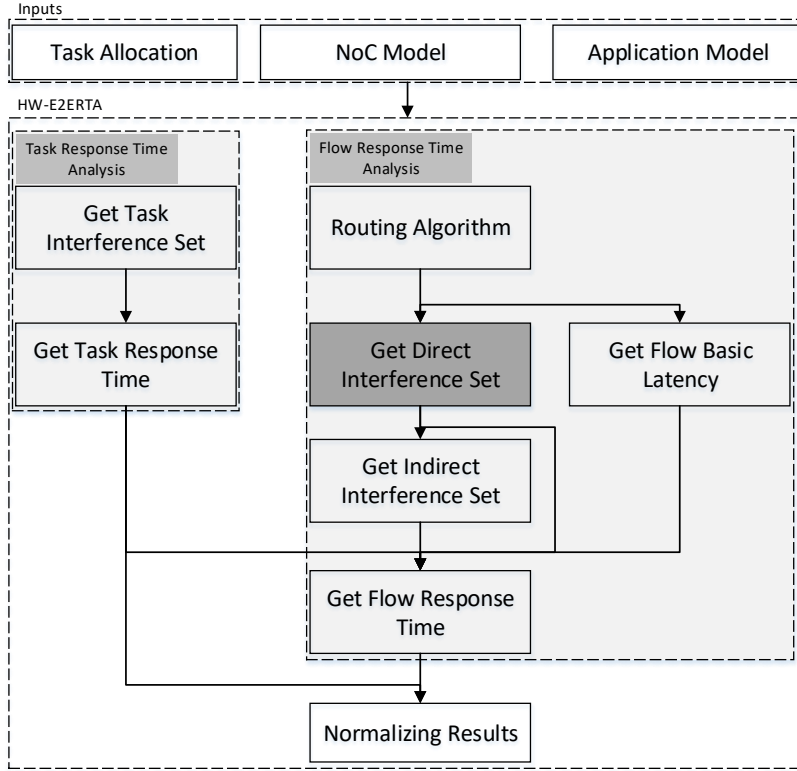 Inputs
Task Allocation
NoC Model
Application Model
HW-E2ERTA
Task Response Time
Analysis
Get Task
Interference Set
Get Task Response
Time
Flow Response Time
Analysis
Routing Algorithm
Get Direct
Interference Set
Get Flow Basic
Latency
Get Indirect
Interference Set
Get Flow Response
Time
Normalizing Results